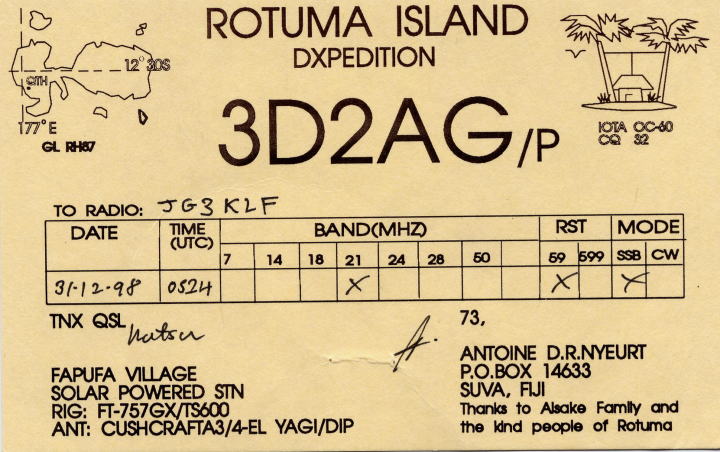 ROTUMA ISLAND
DXPEDITION
12° 30S
QTH
177° E
GL RH87
3D2AG/P
IOTA OC-60
CQ 32
TO RADIO: JG3KLF
DATE TIME (UTC) BAND(MHZ) RST MODE
7 14 18 21 24 28 50 59 599 SSB CW
31-12-98 0524 X X X
TNX QSL
73,
ANTOINE D.R.NYEURT
P.O.BOX 14633
SUVA, FIJI
Thanks to Alsake Family and
the kind people of Rotuma
FAPUFA VILLAGE
SOLAR POWERED STN
RIG: FT-757GX/TS600
ANT: CUSHCRAFTA3/4-EL YAGI/DIP